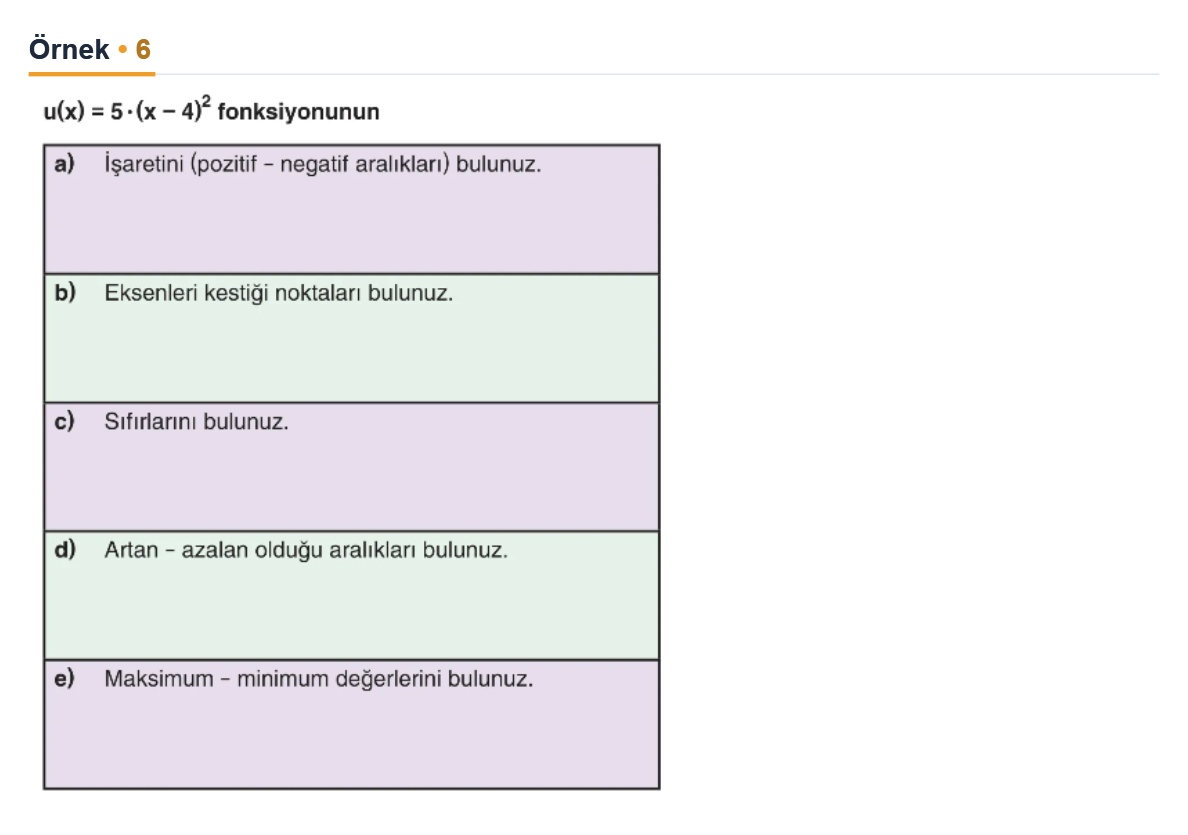 Örnek • 6
u(x) = 5·(x – 4)² fonksiyonunun
a) İşaretini (pozitif – negatif aralıkları) bulunuz.
b) Eksenleri kestiği noktaları bulunuz.
c) Sıfırlarını bulunuz.
d) Artan – azalan olduğu aralıkları bulunuz.
e) Maksimum – minimum değerlerini bulunuz.